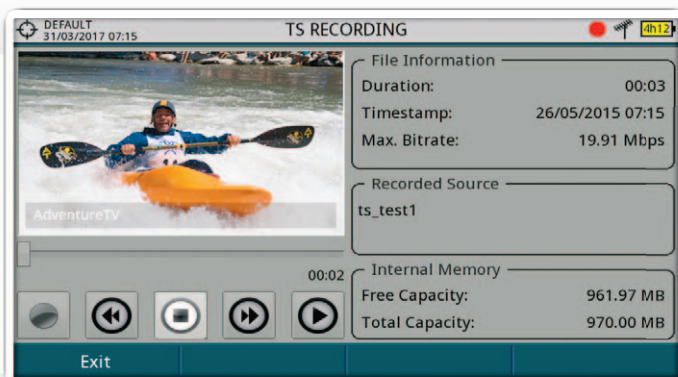 DEFAULT
31/03/2017 07:15
TS RECORDING
4h12
AdventureTV
00:02
File Information
Duration: 00:03
Timestamp: 26/05/2015 07:15
Max. Bitrate: 19.91 Mbps
Recorded Source
ts_test1
Internal Memory
Free Capacity: 961.97 MB
Total Capacity: 970.00 MB
Exit